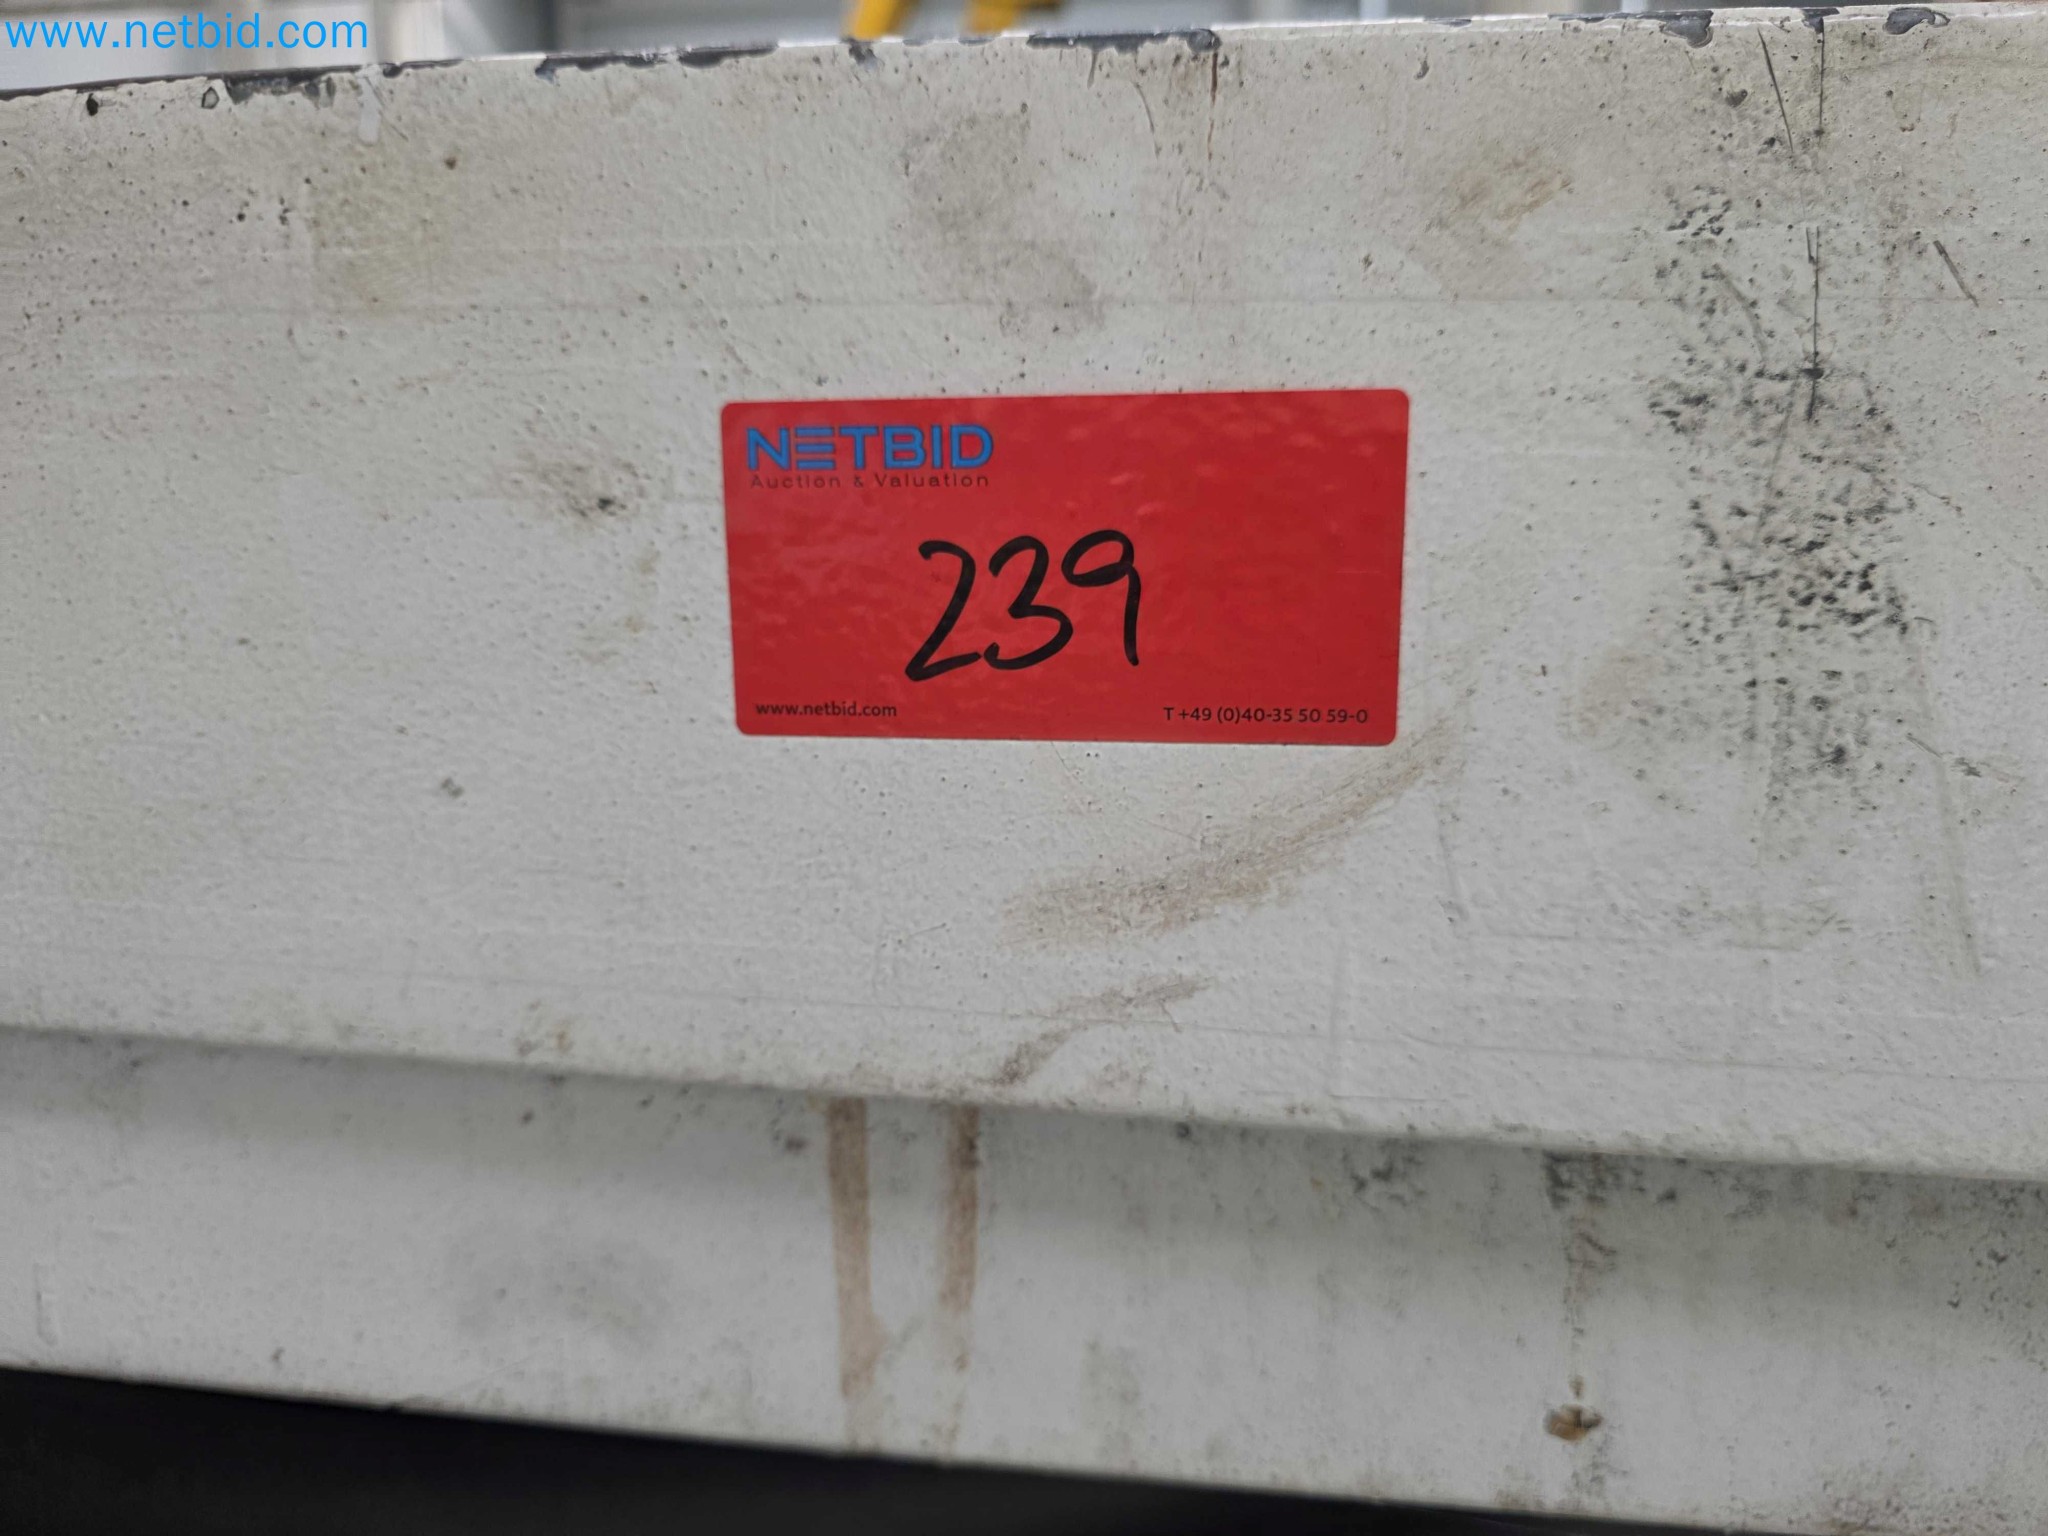 www.netbid.com
NETBID
Auction & Valuation
239
www.netbid.com
T +49 (0)40-35 50 59-0